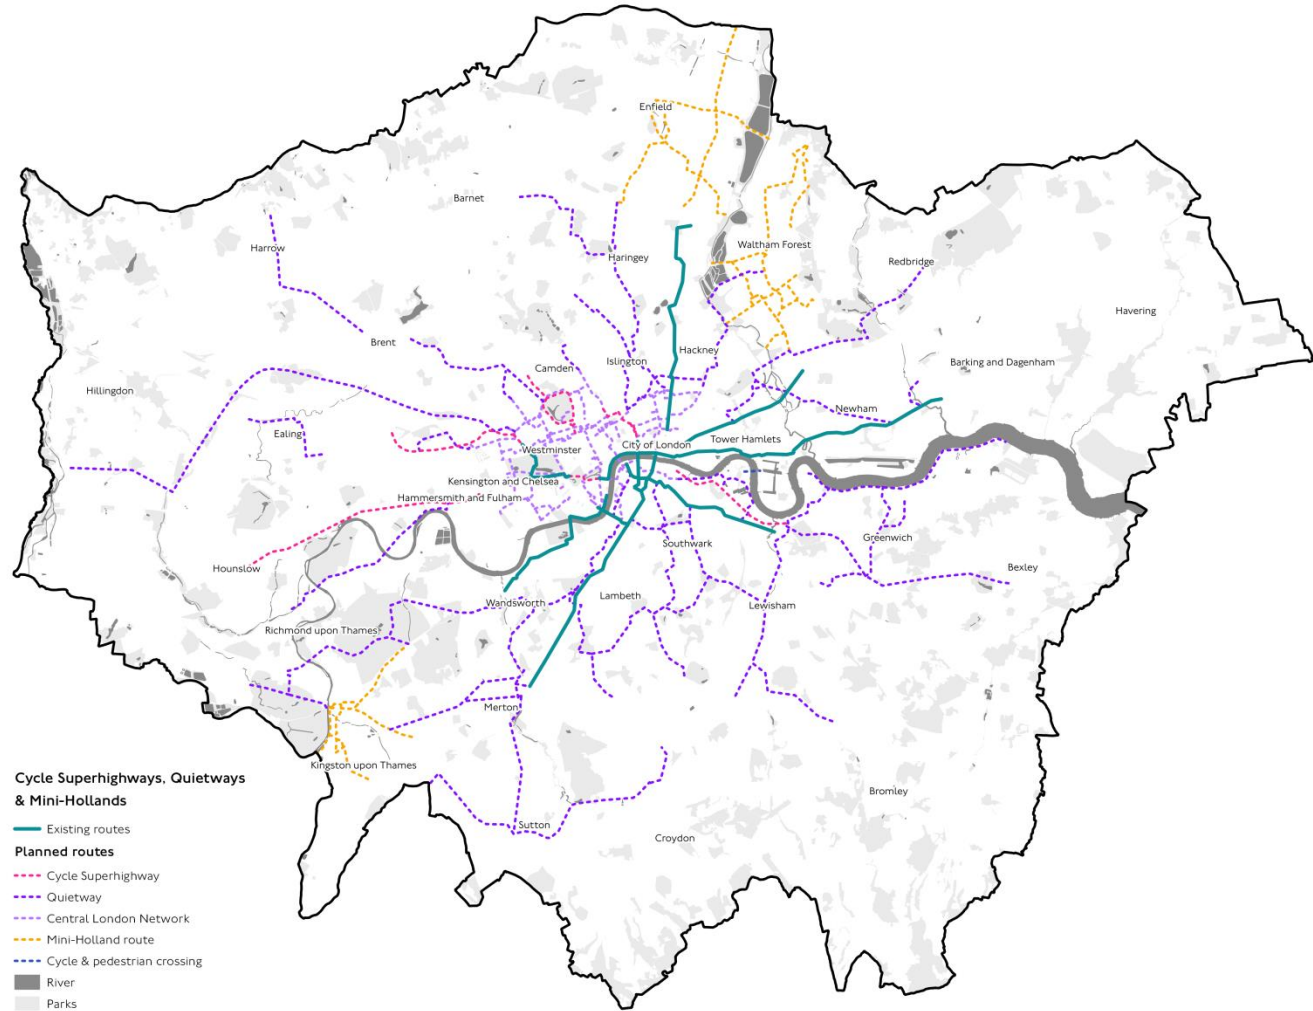 Enfield
Barnet
Harrow
Haringey
Waltham Forest
Redbridge
Havering
Brent
Camden
Islington
Hackney
Barking and Dagenham
Hillingdon
Ealing
Newham
Westminster
City of London
Tower Hamlets
Kensington and Chelsea
Hammersmith and Fulham
Hounslow
Southwark
Greenwich
Bexley
Wandsworth
Lambeth
Lewisham
Richmond upon Thames
Merton
Kingston upon Thames
Sutton
Croydon
Bromley
Cycle Superhighways, Quietways
& Mini-Hollands
Existing routes
Planned routes
Cycle Superhighway
Quietway
Central London Network
Mini-Holland route
Cycle & pedestrian crossing
River
Parks